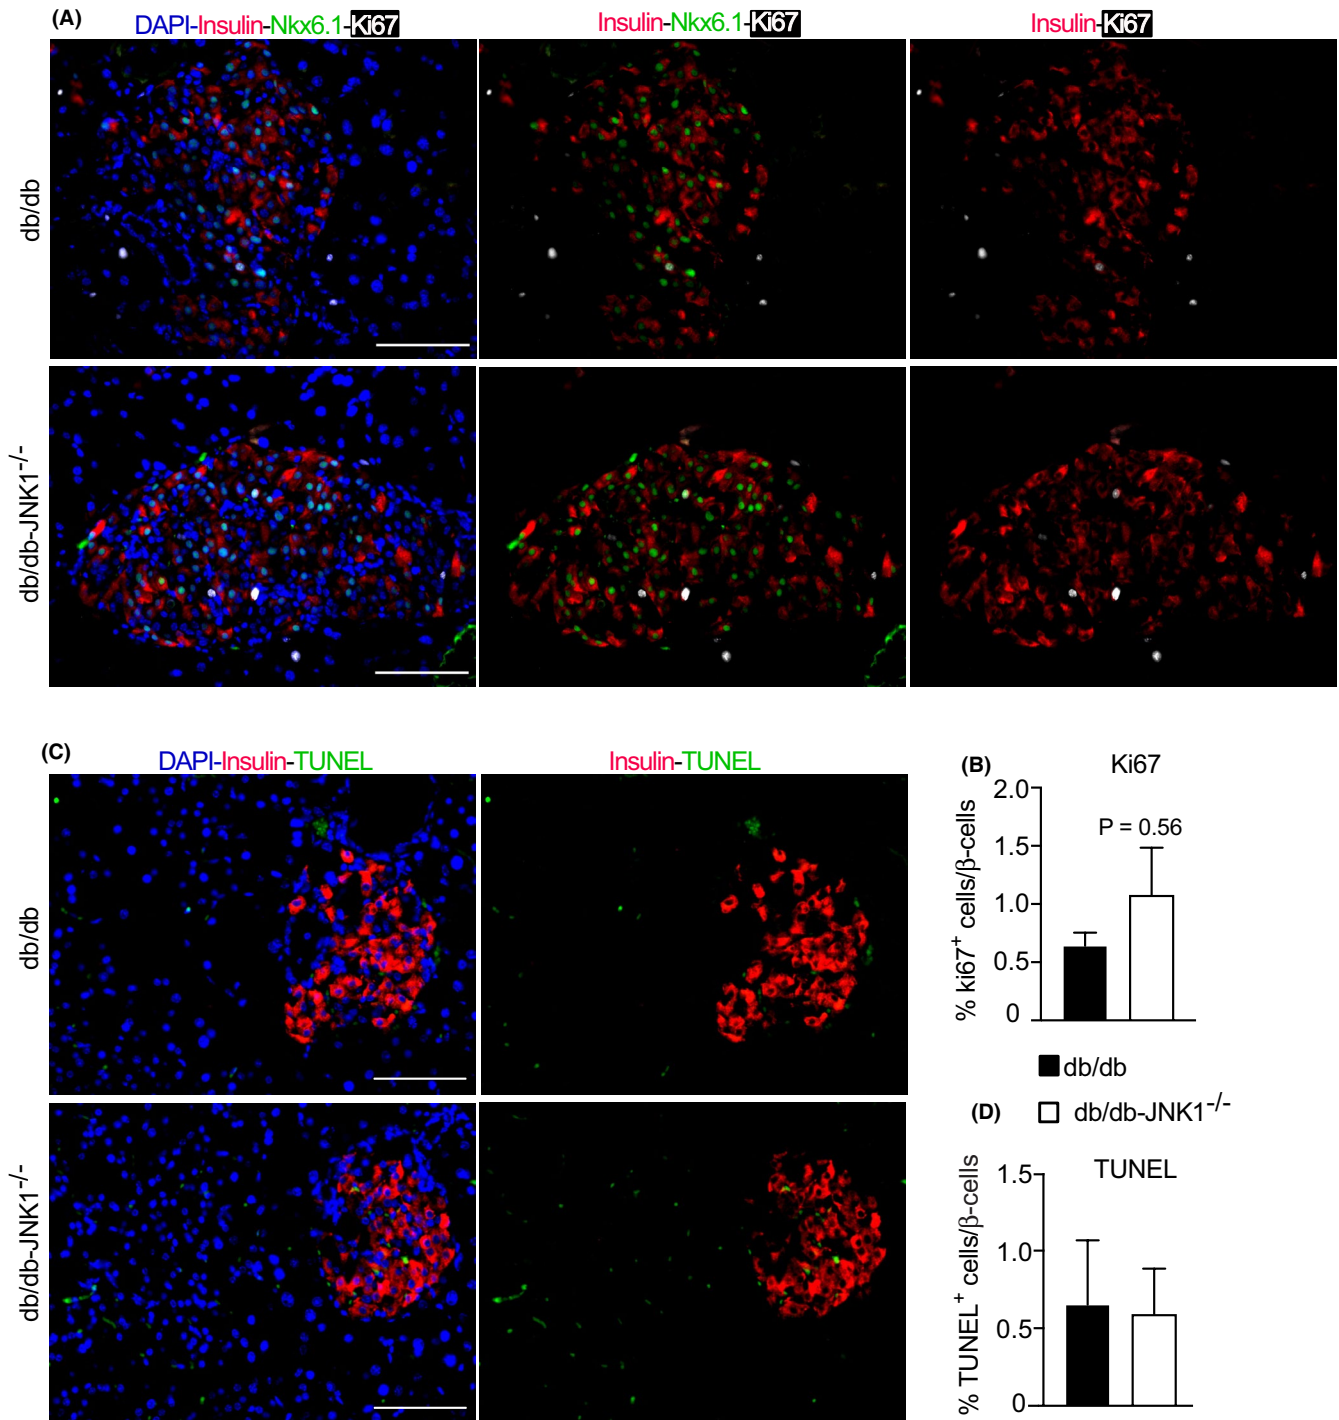 (A)
DAPI-Insulin-Nkx6.1-Ki67
Insulin-Nkx6.1-Ki67
Insulin-Ki67
db/db
db/db-JNK1-/-
(C)
DAPI-Insulin-TUNEL
Insulin-TUNEL
db/db
db/db-JNK1-/-
(B)
Ki67
2.0
1.5
1.0
0.5
0
P = 0.56
% ki67+ cells/β-cells
db/db
db/db-JNK1-/-
(D)
TUNEL
1.5
1.0
0.5
0
% TUNEL+ cells/β-cells